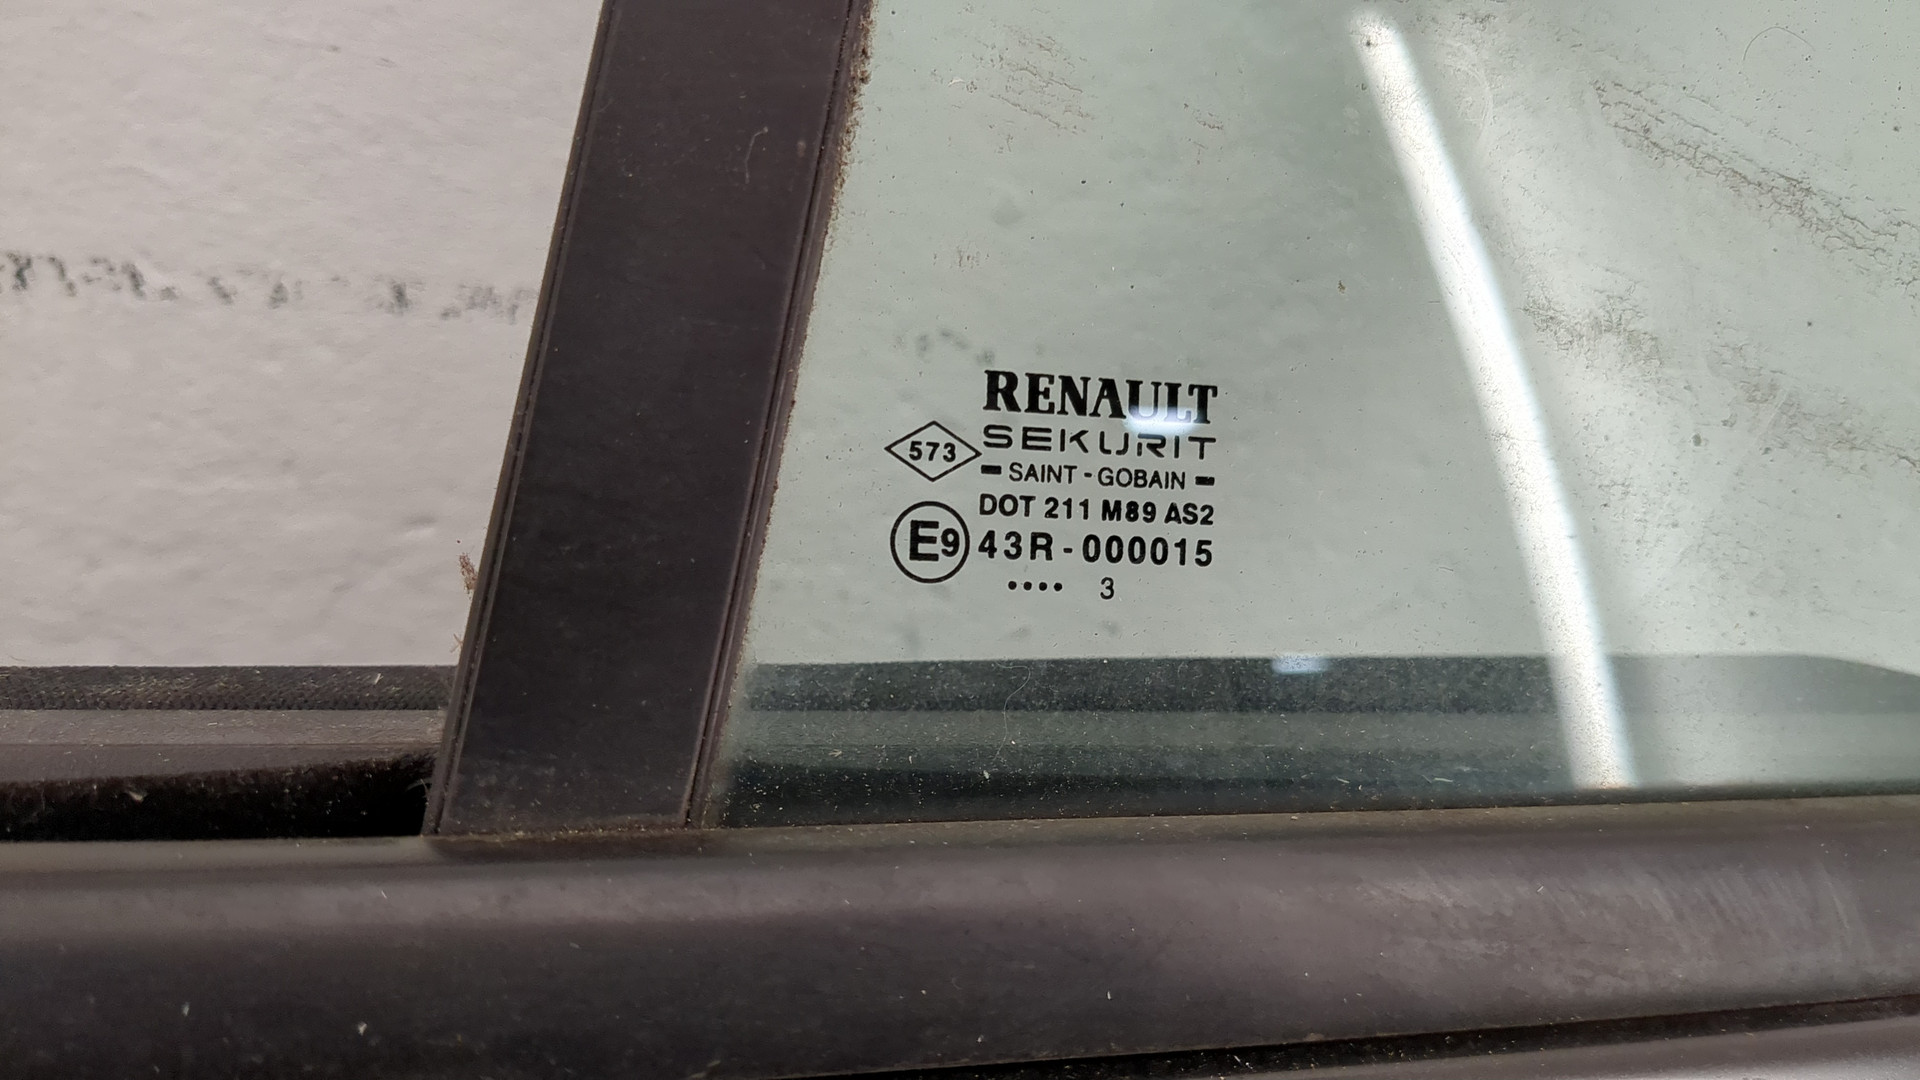 RENAULT
SEKURIT
573
SAINT-GOBAIN
DOT 211 M89 AS2
E9 43R-000015
•••• 3